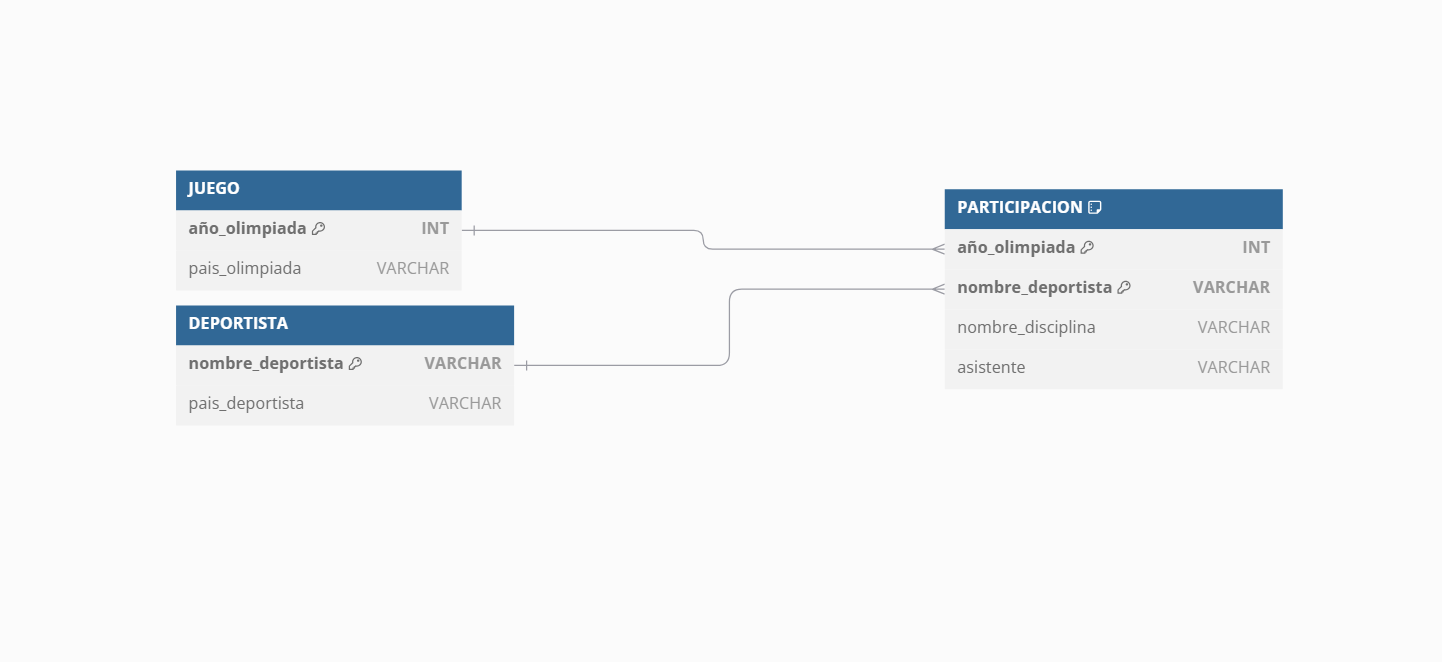 JUEGO
año_olimpiada INT
pais_olimpiada VARCHAR
DEPORTISTA
nombre_deportista VARCHAR
pais_deportista VARCHAR
PARTICIPACION
año_olimpiada INT
nombre_deportista VARCHAR
nombre_disciplina VARCHAR
asistente VARCHAR